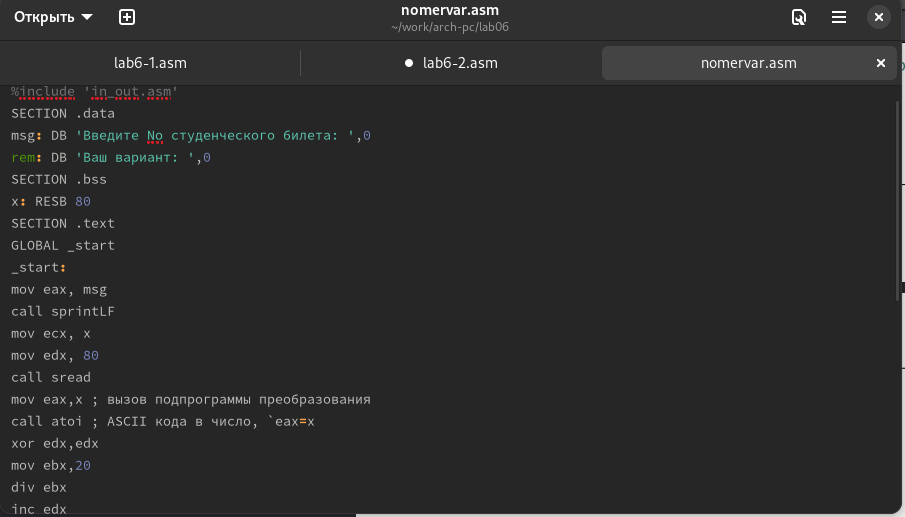 Открыть
nomervar.asm
~/work/arch-pc/lab06
lab6-1.asm
lab6-2.asm
nomervar.asm
%include 'in_out.asm'
SECTION .data
msg: DB 'Введите No студенческого билета: ',0
rem: DB 'Ваш вариант: ',0
SECTION .bss
x: RESB 80
SECTION .text
GLOBAL _start
_start:
mov eax, msg
call sprintLF
mov ecx, x
mov edx, 80
call sread
mov eax,x ; вызов подпрограммы преобразования
call atoi ; ASCII кода в число, `eax=x
xor edx,edx
mov ebx,20
div ebx
inc edx